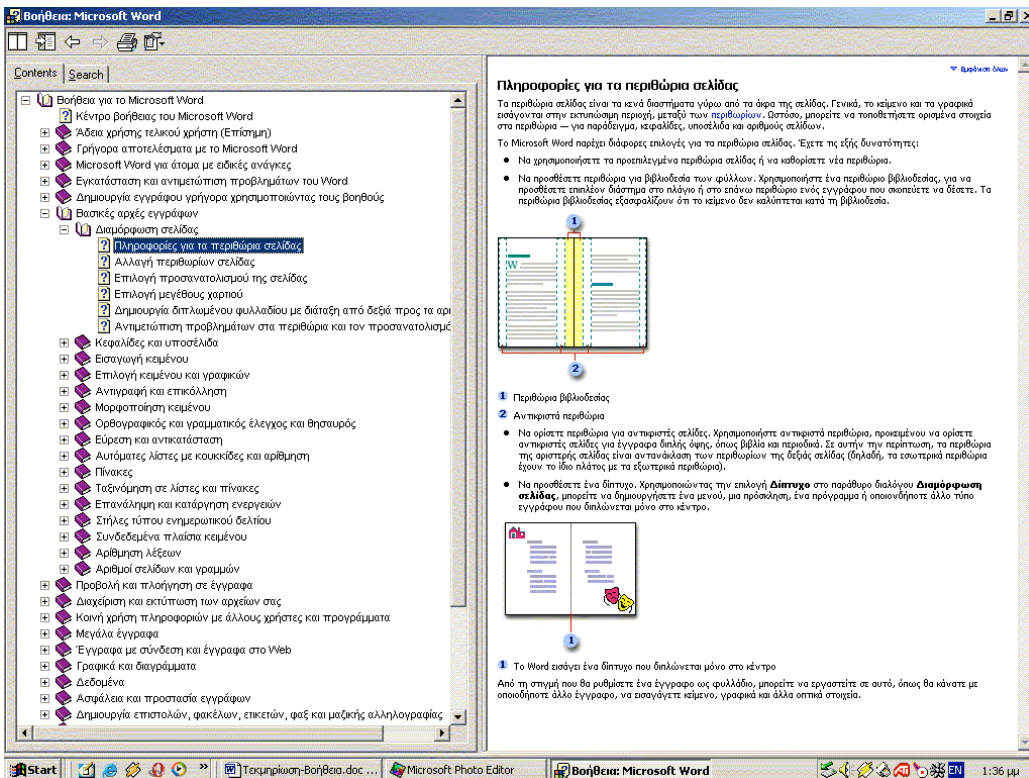 Βοήθεια: Microsoft Word
Contents
Search
Βοήθεια για το Microsoft Word
Κέντρο βοήθειας του Microsoft Word
Άδεια χρήσης τελικού χρήστη (Επίσημη)
Γρήγορα αποτελέσματα με το Microsoft Word
Microsoft Word για άτομα με ειδικές ανάγκες
Εγκατάσταση και αντιμετώπιση προβλημάτων του Word
Δημιουργία εγγράφου γρήγορα χρησιμοποιώντας τους βοηθούς
Βασικές αρχές εγγράφων
Διαμόρφωση σελίδας
Πληροφορίες για τα περιθώρια σελίδας
Αλλαγή περιθωρίων σελίδας
Επιλογή προσανατολισμού της σελίδας
Επιλογή μεγέθους χαρτιού
Δημιουργία διπλωμένου φυλλαδίου με διάταξη από δεξιά προς τα αρι
Αντιμετώπιση προβλημάτων στα περιθώρια και τον προσανατολισμό
Κεφαλίδες και υποσέλιδα
Εισαγωγή κειμένου
Επιλογή κειμένου και γραφικών
Αντιγραφή και επικόλληση
Μορφοποίηση κειμένου
Ορθογραφικός και γραμματικός έλεγχος και θησαυρός
Εύρεση και αντικατάσταση
Αυτόματες λίστες με κουκκίδες και αρίθμηση
Πίνακες
Ταξινόμηση σε λίστες και πίνακες
Επανάληψη και κατάργηση ενεργειών
Στήλες τύπου ενημερωτικού δελτίου
Συνδεδεμένα πλαίσια κειμένου
Αρίθμηση λέξεων
Αριθμοί σελίδων και γραμμών
Προβολή και πλοήγηση σε έγγραφα
Διαχείριση και εκτύπωση των αρχείων σας
Κοινή χρήση πληροφοριών με άλλους χρήστες και προγράμματα
Μεγάλα έγγραφα
Έγγραφα με σύνδεση και έγγραφα στο Web
Γραφικά και διαγράμματα
Δεδομένα
Ασφάλεια και προστασία εγγράφων
Δημιουργία επιστολών, φακέλων, ετικετών, φαξ και μαζικής αλληλογραφίας
Εμφάνιση όλων
Πληροφορίες για τα περιθώρια σελίδας
Τα περιθώρια σελίδας είναι τα κενά διαστήματα γύρω από τα άκρα της σελίδας. Γενικά, το κείμενο και τα γραφικά
εισάγονται στην εκτυπώσιμη περιοχή, μεταξύ των περιθωρίων. Ωστόσο, μπορείτε να τοποθετήσετε ορισμένα στοιχεία
στα περιθώρια — για παράδειγμα, κεφαλίδες, υποσέλιδα και αριθμούς σελίδων.
Το Microsoft Word παρέχει διάφορες επιλογές για τα περιθώρια σελίδας. Έχετε τις εξής δυνατότητες:
• Να χρησιμοποιήσετε τα προεπιλεγμένα περιθώρια σελίδας ή να καθορίσετε νέα περιθώρια.
• Να προσθέσετε περιθώριο για βιβλιοδεσία των φύλλων. Χρησιμοποιήστε ένα περιθώριο βιβλιοδεσίας, για να
προσθέσετε επιπλέον διάστημα στο πλάγιο ή στο επάνω περιθώριο ενός εγγράφου που σκοπεύετε να δέσετε. Τα
περιθώρια βιβλιοδεσίας εξασφαλίζουν ότι το κείμενο δεν καλύπτεται κατά τη βιβλιοδεσία.
1
W
2
1 Περιθώρια βιβλιοδεσίας
2 Αντικριστά περιθώρια
• Να ορίσετε περιθώρια για αντικριστές σελίδες. Χρησιμοποιήστε αντικριστά περιθώρια, προκειμένου να ορίσετε
αντικριστές σελίδες για έγγραφα διπλής όψης, όπως βιβλία και περιοδικά. Σε αυτήν την περίπτωση, τα περιθώρια
της αριστερής σελίδας είναι αντανάκλαση των περιθωρίων της δεξιάς σελίδας (δηλαδή, τα εσωτερικά περιθώρια
έχουν το ίδιο πλάτος με τα εξωτερικά περιθώρια).
• Να προσθέσετε ένα δίπτυχο. Χρησιμοποιώντας την επιλογή Δίπτυχο στο παράθυρο διαλόγου Διαμόρφωση
σελίδας, μπορείτε να δημιουργήσετε ένα μενού, μια πρόσκληση, ένα πρόγραμμα ή οποιονδήποτε άλλο τύπο
εγγράφου που διπλώνεται μόνο στο κέντρο.
1
1 Το Word εισάγει ένα δίπτυχο που διπλώνεται μόνο στο κέντρο
Από τη στιγμή που θα ρυθμίσετε ένα έγγραφο ως φυλλάδιο, μπορείτε να εργαστείτε σε αυτό, όπως θα κάνατε με
οποιοδήποτε άλλο έγγραφο, να εισαγάγετε κείμενο, γραφικά και άλλα οπτικά στοιχεία.
Start
»
Τεκμηρίωση-Βοήθεια.doc ...
Microsoft Photo Editor
Βοήθεια: Microsoft Word
EN
1:36 μμ